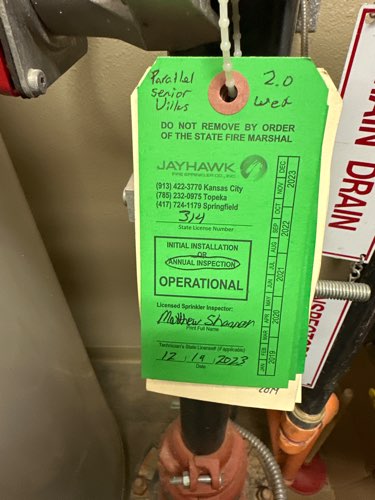 Parallel
Senior
Villas
2.0
wet
DO NOT REMOVE BY ORDER
OF THE STATE FIRE MARSHAL
JAYHAWK
FIRE SPRINKLER CO., INC.
(913) 422-3770 Kansas City
(785) 232-0975 Topeka
(417) 724-1179 Springfield
314
State License Number
INITIAL INSTALLATION
OR
ANNUAL INSPECTION
OPERATIONAL
Licensed Sprinkler Inspector:
Matthew Shannon
Print Full Name
Technician's State License# (if applicable)
12 , 19 , 2023
Date
JAN FEB MAR APR MAY JUN JUL AUG SEP OCT NOV DEC
2019 2020 2021 2022 2023
AIN DRAIN